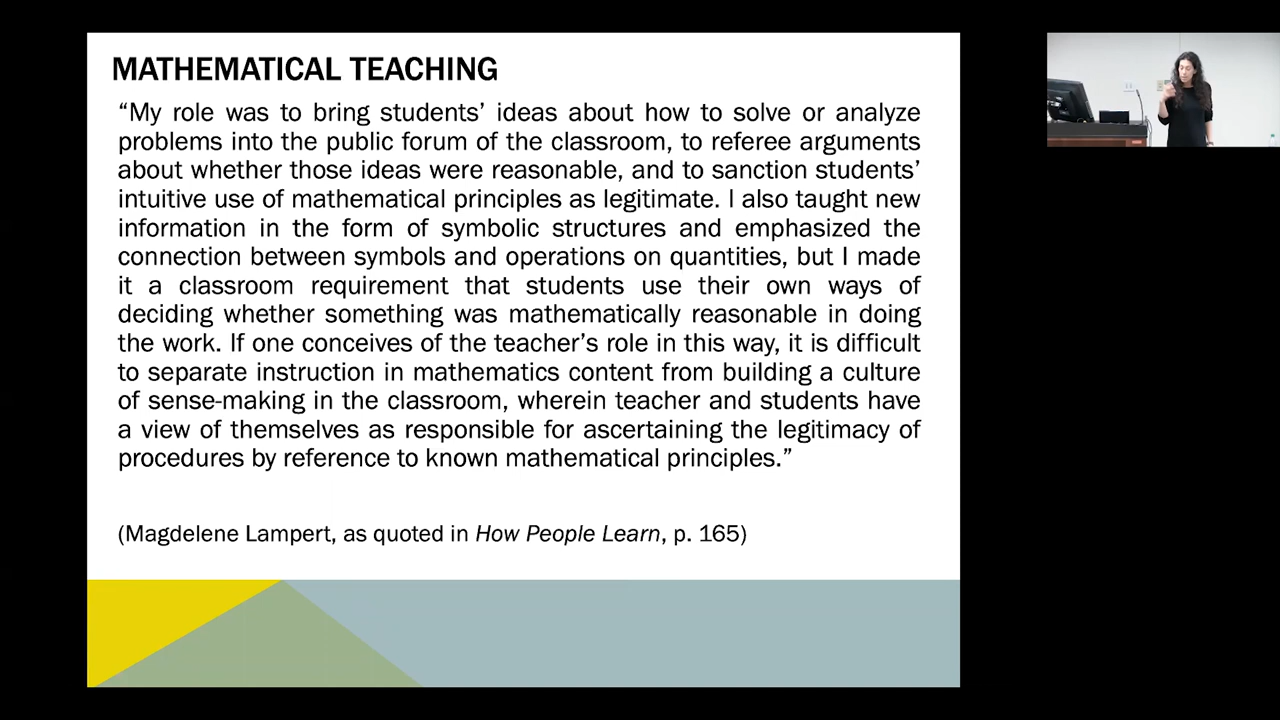 MATHEMATICAL TEACHING
“My role was to bring students’ ideas about how to solve or analyze
problems into the public forum of the classroom, to referee arguments
about whether those ideas were reasonable, and to sanction students’
intuitive use of mathematical principles as legitimate. I also taught new
information in the form of symbolic structures and emphasized the
connection between symbols and operations on quantities, but I made
it a classroom requirement that students use their own ways of
deciding whether something was mathematically reasonable in doing
the work. If one conceives of the teacher’s role in this way, it is difficult
to separate instruction in mathematics content from building a culture
of sense-making in the classroom, wherein teacher and students have
a view of themselves as responsible for ascertaining the legitimacy of
procedures by reference to known mathematical principles.”
(Magdelene Lampert, as quoted in How People Learn, p. 165)